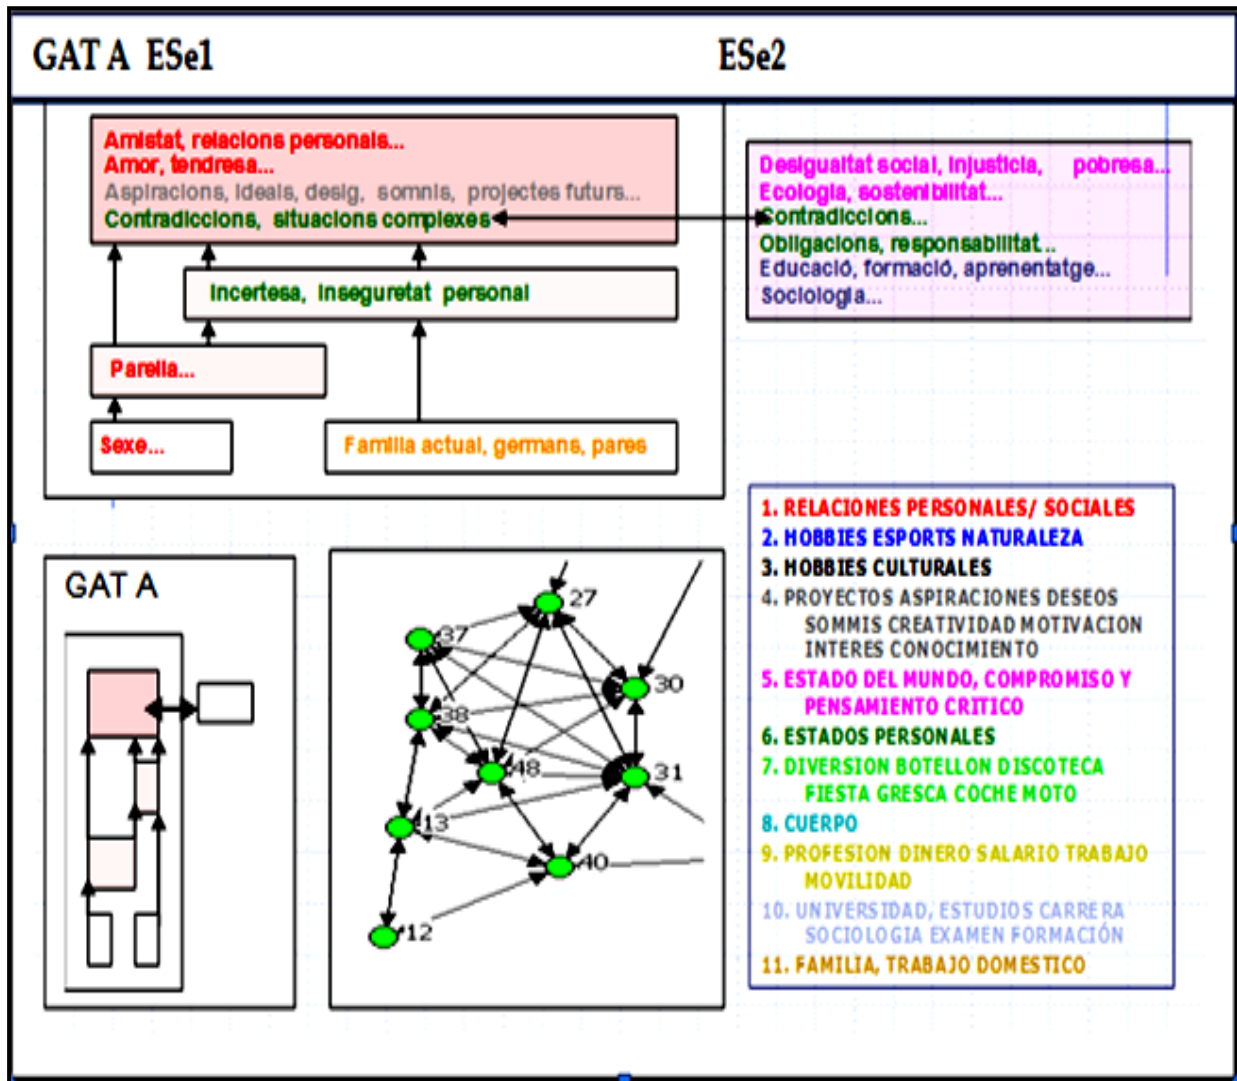 GAT A ESe1
ESe2
Amistat, relacions personals...
Amor, tendresa...
Aspiracions, ideals, desig, somnis, projectes futurs...
Contradiccions, situacions complexes
Incertesa, inseguretat personal
Parella...
Sexe...
Familia actual, germans, pares
Desigualtat social, injusticia, pobresa...
Ecologia, sostenibilitat...
Contradiccions...
Obligacions, responsabilitat...
Educació, formació, aprenentatge...
Sociologia...
GAT A
27
37
30
38
48
31
13
40
12
1. RELACIONES PERSONALES/ SOCIALES
2. HOBBIES ESPORTS NATURALEZA
3. HOBBIES CULTURALES
4. PROYECTOS ASPIRACIONES DESEOS
SOMMIS CREATIVIDAD MOTIVACION
INTERES CONOCIMIENTO
5. ESTADO DEL MUNDO, COMPROMISO Y
PENSAMIENTO CRITICO
6. ESTADOS PERSONALES
7. DIVERSION BOTELLON DISCOTECA
FIESTA GRESCA COCHE MOTO
8. CUERPO
9. PROFESION DINERO SALARIO TRABAJO
MOVILIDAD
10. UNIVERSIDAD, ESTUDIOS CARRERA
SOCIOLOGIA EXAMEN FORMACIÓN
11. FAMILIA, TRABAJO DOMESTICO